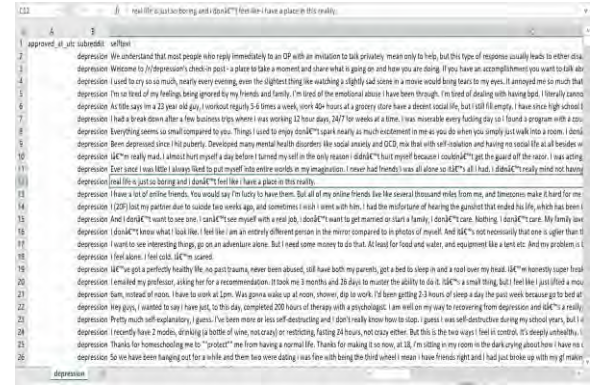 C12 fx real life is just so boring and i donâ€™t feel like i have a place in this reality.
A B C
1 approved_at_utc subreddit selftext
2 depression We understand that most people who reply immediately to an OP with an invitation to talk privately mean only to help, but this type of response usually leads to either disa
3 depression Welcome to /r/depression's check-in post - a place to take a moment and share what is going on and how you are doing. If you have an accomplishment you want to talk abo
4 depression I used to cry so so much, nearly every evening, even the slightest thing like watching a slightly sad scene in a movie would bring tears to my eyes. It annoyed me so much that
5 depression I'm so tired of my feelings being ignored by my friends and family. I'm tired of the emotional abuse I have been through. I'm tired of dealing with having bpd. I literally canno
6 depression As title says im a 23 year old guy, I workout regurly 5-6 times a week, work 40+ hours at a grocery store have a decent social life, but i still fill empty. I have since high school
7 depression I had a break down after a few business trips where i was working 12 hour days, 24/7 for weeks at a time. I was miserable every fucking day so I found a program with a cou
8 depression Everything seems so small compared to you. Things I used to enjoy donâ€™t spark nearly as much excitement in me as you do when you simply just walk into a room. I donâ
9 depression Been depressed since I hit puberty. Developed many mental health disorders like social anxiety and OCD, mix that with self-isolation and having no social life at all besides w
10 depression Iâ€™m really mad. I almost hurt myself a day before I turned my self in the only reason I didnâ€™t hurt myself because I couldnâ€™t get the guard off the razor. I was acting
11 depression Ever since I was little I always liked to put myself into entire worlds in my imagination. I never had friends I was all alone so itâ€™s all I had. I didnâ€™t really mind not having
12 depression real life is just so boring and i donâ€™t feel like i have a place in this reality.
13 depression I have a lot of online friends. You would say I'm lucky to have them. But all of my online friends live like several thousand miles from me, and timezones make it hard for me
14 depression I (20F) lost my partner due to suicide two weeks ago, and sometimes I wish I went with him. I had the misfortune of hearing the gunshot that ended his life, which has been i
15 depression And I donâ€™t want to see one. I canâ€™t see myself with a real job, I donâ€™t want to get married or start a family, I donâ€™t care. Nothing. I donâ€™t care. My family love
16 depression I donâ€™t know what I look like. I feel like I am an entirely different person in the mirror compared to in photos of myself. And itâ€™s not necessarily that one is uglier than t
17 depression I want to see interesting things, go on an adventure alone. But I need some money to do that. At least for food and water, and equipment like a tent etc. And my problem is
18 depression I feel alone. I feel cold. Iâ€™m scared.
19 depression Iâ€™ve got a perfectly healthy life, no past trauma, never been abused, still have both my parents, got a bed to sleep in and a roof over my head. Iâ€™m honestly super freak
20 depression I emailed my professor, asking her for a recommendation. It took me 3 months and 26 days to muster the ability to do it. Itâ€™s a small thing, but I feel like I just lifted a mou
21 depression 6am, instead of noon. I have to work at 1pm. Was gonna wake up at noon, shower, dip to work. I'd been getting 2-3 hours of sleep a day the past week because go to bed at
22 depression Hey guys, I wanted to say I have just, to this day, completed 200 hours of therapy with a psychologist. I am well on my way to recovering from depression and itâ€™s a really
23 depression Pretty much self-explanatory, I guess. I've been more or less self-destructing and I don't really know how to stop. I guess I was self-destructive during my school years, but I
24 depression I recently have 2 modes, drinking (a bottle of wine, not crazy) or restricting, fasting 24 hours, not crazy either. But this is the two ways I feel in control. It's deeply unhealthy.
25 depression Thanks for homeschooling me to ""protect"" me from having a normal life. Thanks for making it so now, at 18, I'm sitting in my room in the dark crying about how I have no
26 depression So we have been hanging out for a while and them two were dating i was fine with being the third wheel i mean i have friends right and i had just broke up with my gf making
depression